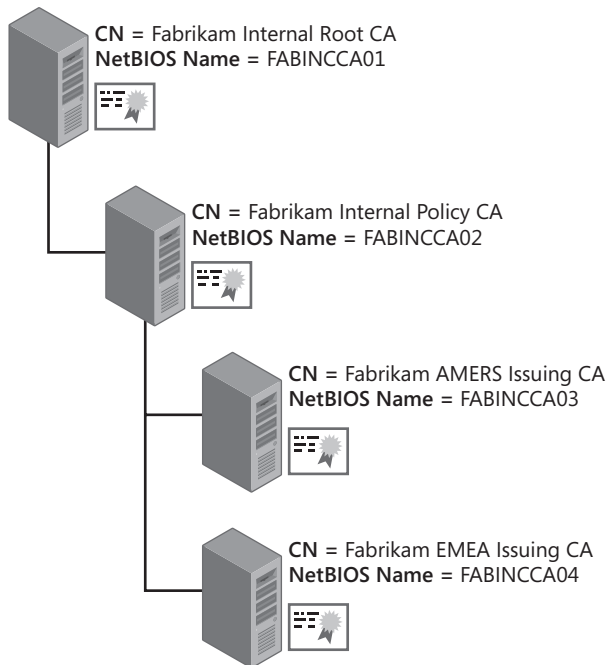 CN = Fabrikam Internal Root CA
NetBIOS Name = FABINCCA01
CN = Fabrikam Internal Policy CA
NetBIOS Name = FABINCCA02
CN = Fabrikam AMERS Issuing CA
NetBIOS Name = FABINCCA03
CN = Fabrikam EMEA Issuing CA
NetBIOS Name = FABINCCA04